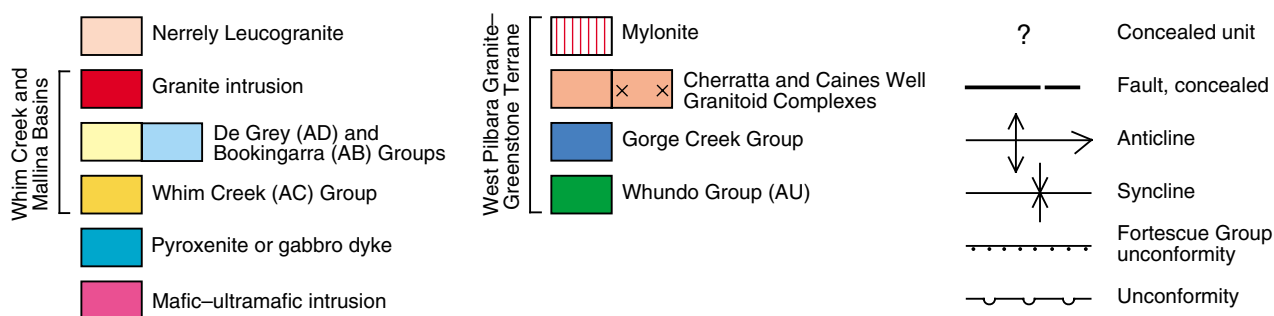 Whim Creek and
Mallina Basins
Nerrely Leucogranite
Granite intrusion
De Grey (AD) and
Bookingarra (AB) Groups
Whim Creek (AC) Group
Pyroxenite or gabbro dyke
Mafic–ultramafic intrusion
West Pilbara Granite–
Greenstone Terrane
Mylonite
Cherratta and Caines Well
Granitoid Complexes
Gorge Creek Group
Whundo Group (AU)
?
Concealed unit
Fault, concealed
Anticline
Syncline
Fortescue Group
unconformity
Unconformity